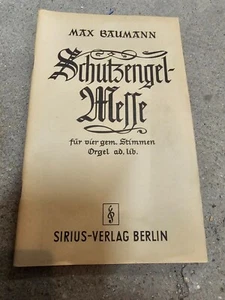 MAX BAUMANN
Schutzengel-
Messe
für vier gem. Stimmen
Orgel ad. lib.
SIRIUS-VERLAG BERLIN